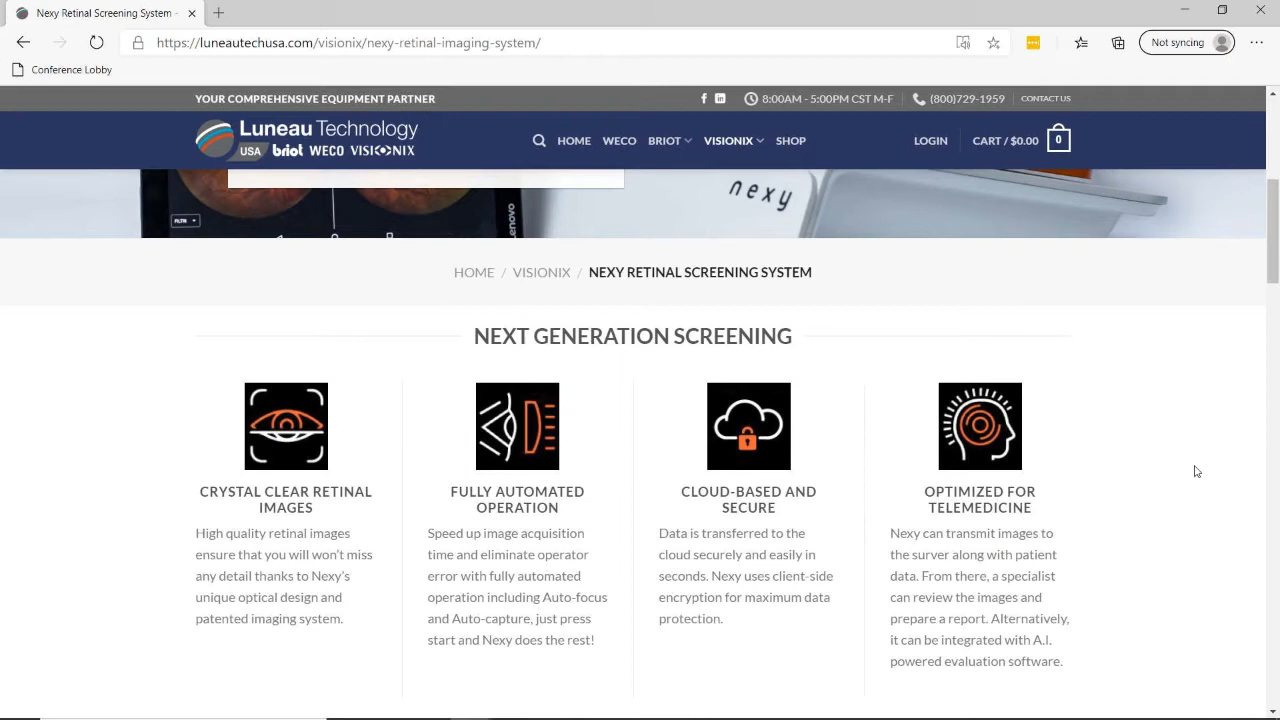 Nexy Retinal Screening System -
https://luneautechusa.com/visionix/nexy-retinal-imaging-system/
Not syncing
Conference Lobby
YOUR COMPREHENSIVE EQUIPMENT PARTNER
8:00AM - 5:00PM CST M-F
(800)729-1959
CONTACT US
Luneau Technology
USA briot WECO VISIONIX
HOME
WECO
BRIOT
VISIONIX
SHOP
LOGIN
CART / $0.00
0
FLTR
lenovo
nexy
HOME / VISIONIX / NEXY RETINAL SCREENING SYSTEM
NEXT GENERATION SCREENING
CRYSTAL CLEAR RETINAL
IMAGES
High quality retinal images
ensure that you will won't miss
any detail thanks to Nexy's
unique optical design and
patented imaging system.
FULLY AUTOMATED
OPERATION
Speed up image acquisition
time and eliminate operator
error with fully automated
operation including Auto-focus
and Auto-capture, just press
start and Nexy does the rest!
CLOUD-BASED AND
SECURE
Data is transferred to the
cloud securely and easily in
seconds. Nexy uses client-side
encryption for maximum data
protection.
OPTIMIZED FOR
TELEMEDICINE
Nexy can transmit images to
the surver along with patient
data. From there, a specialist
can review the images and
prepare a report. Alternatively,
it can be integrated with A.I.
powered evaluation software.